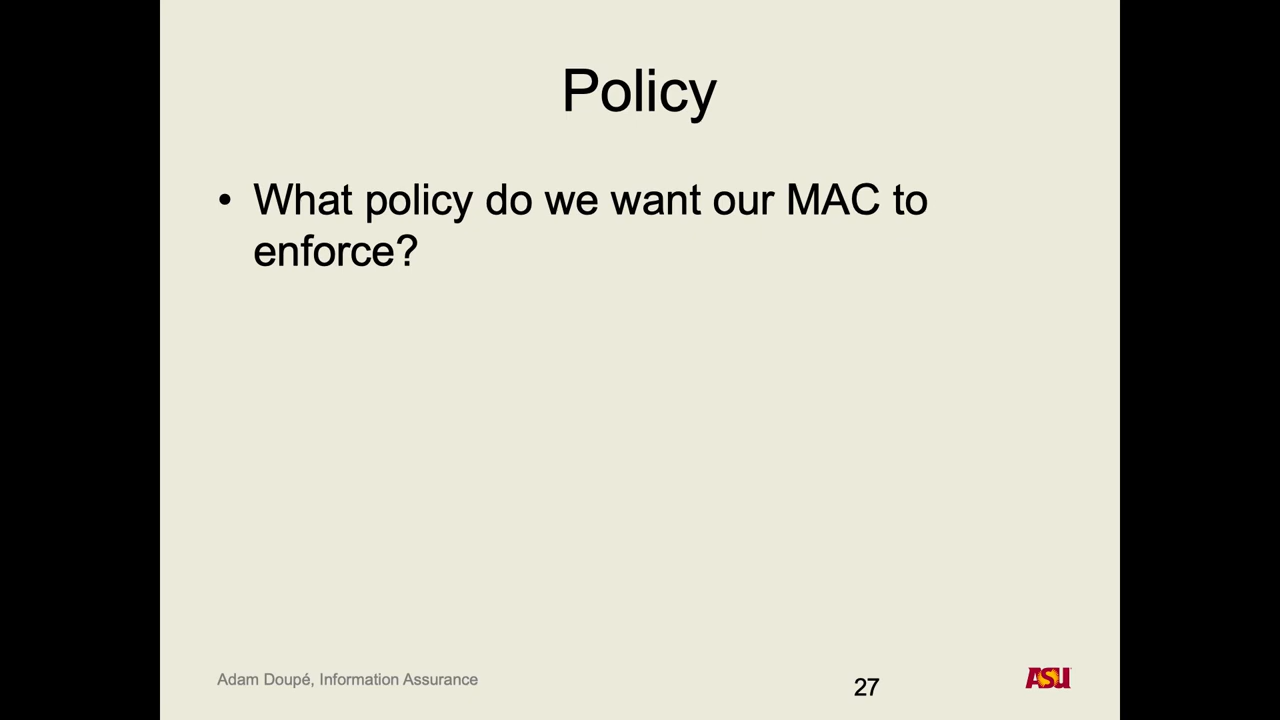 Policy
• What policy do we want our MAC to
enforce?
Adam Doupé, Information Assurance
27
ASU